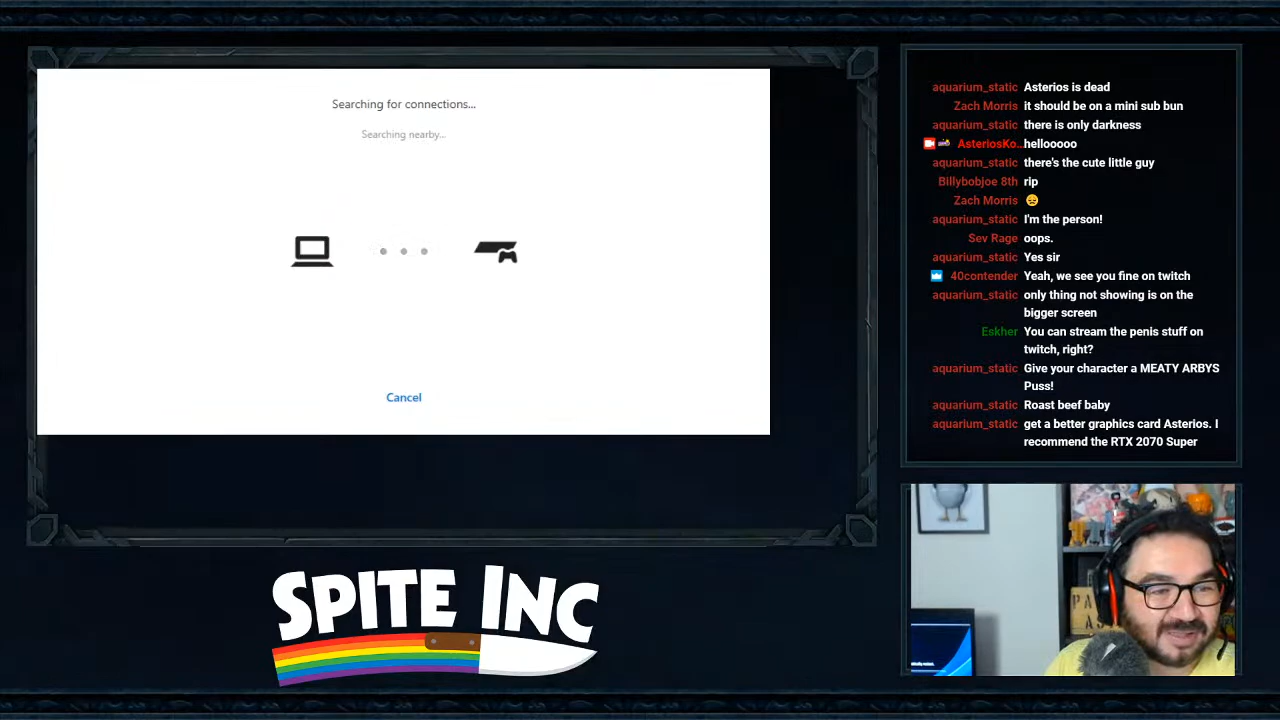 Searching for connections...
Searching nearby...
Cancel
aquarium_static Asterios is dead
Zach Morris it should be on a mini sub bun
aquarium_static there is only darkness
AsteriosKo.. hellooooo
aquarium_static there's the cute little guy
Billybobjoe 8th rip
Zach Morris 😔
aquarium_static I'm the person!
Sev Rage oops.
aquarium_static Yes sir
40contender Yeah, we see you fine on twitch
aquarium_static only thing not showing is on the
bigger screen
Eskher You can stream the penis stuff on
twitch, right?
aquarium_static Give your character a MEATY ARBYS
Puss!
aquarium_static Roast beef baby
aquarium_static get a better graphics card Asterios. I
recommend the RTX 2070 Super
SPITE INC